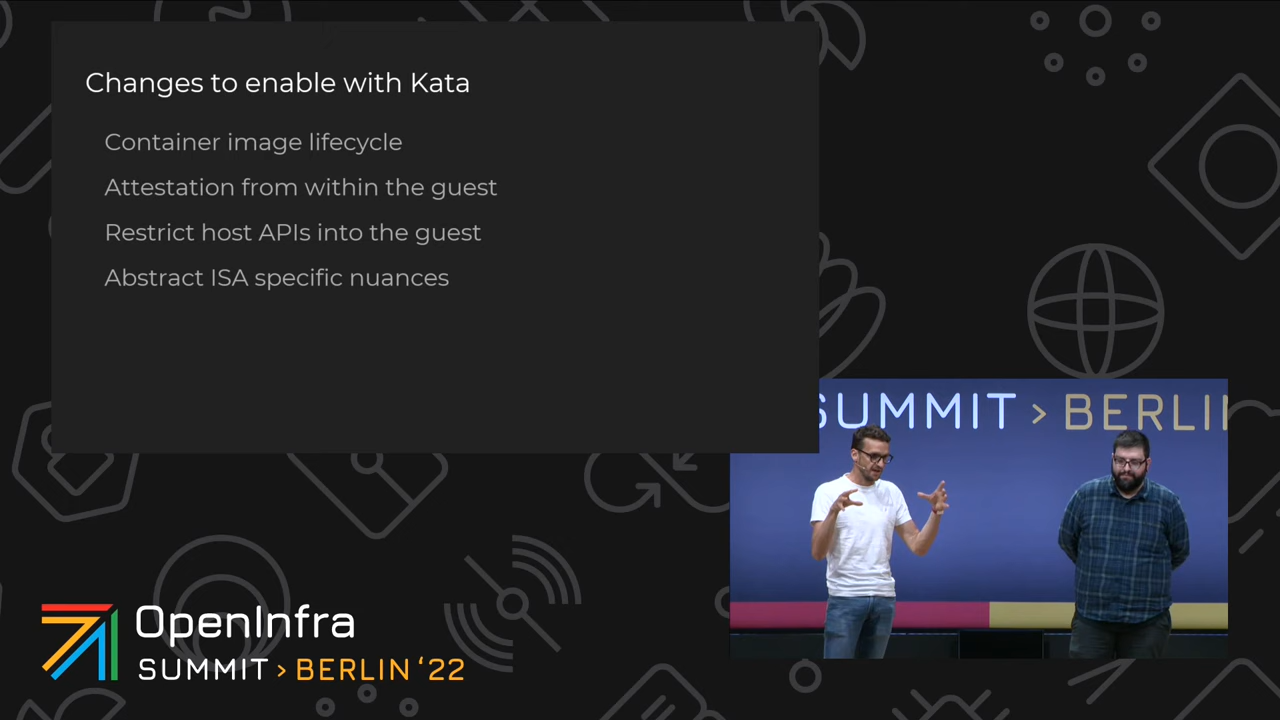 Changes to enable with Kata
Container image lifecycle
Attestation from within the guest
Restrict host APIs into the guest
Abstract ISA specific nuances
SUMMIT > BERLIN
OpenInfra
SUMMIT > BERLIN ‘22